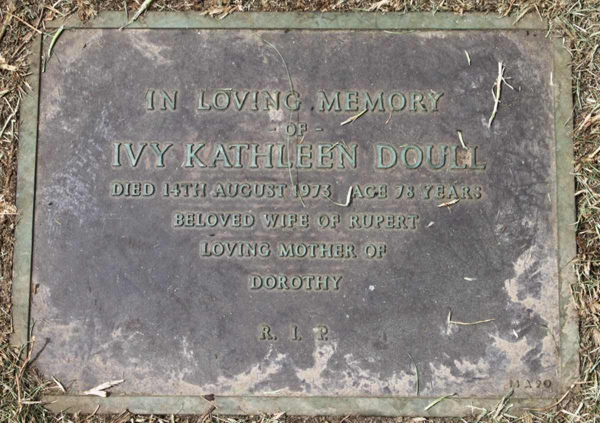 IN LOVING MEMORY
- OF -
IVY KATHLEEN DOULL
DIED 14TH AUGUST 1973 AGE 78 YEARS
BELOVED WIFE OF RUPERT
LOVING MOTHER OF
DOROTHY
R. I. P.